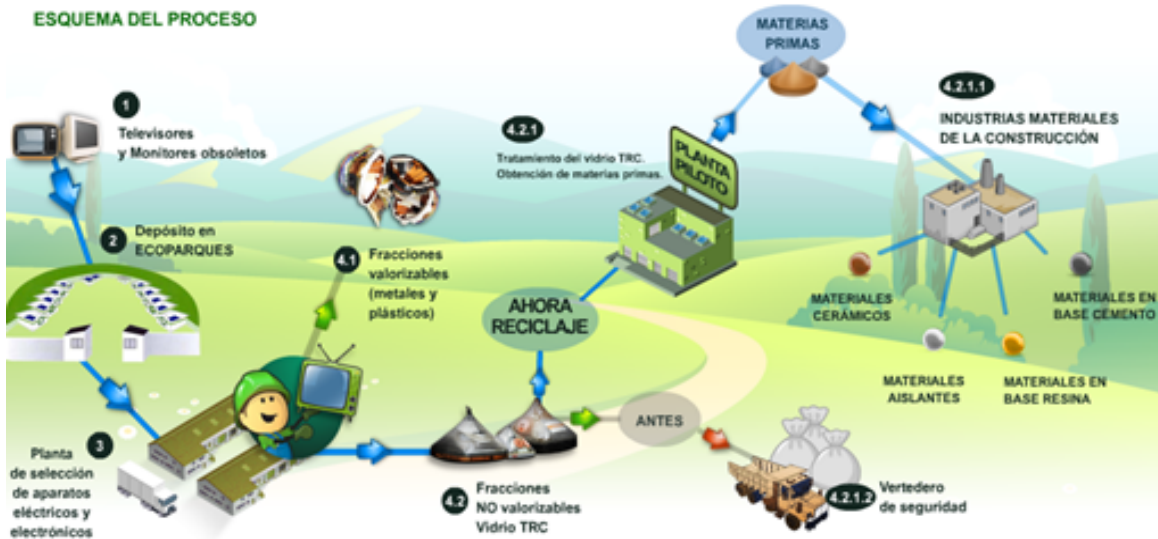 ESQUEMA DEL PROCESO
1
Televisores
y Monitores obsoletos
2
Depósito en
ECOPARQUES
3
Planta
de selección
de aparatos
eléctricos y
electrónicos
4.1
Fracciones
valorizables
(metales y
plásticos)
4.2
Fracciones
NO valorizables
Vidrio TRC
AHORA
RECICLAJE
ANTES
4.2.1.2
Vertedero
de seguridad
4.2.1
Tratamiento del vidrio TRC.
Obtención de materias primas.
PLANTA
PILOTO
MATERIAS
PRIMAS
4.2.1.1
INDUSTRIAS MATERIALES
DE LA CONSTRUCCIÓN
MATERIALES
CERÁMICOS
MATERIALES
AISLANTES
MATERIALES EN
BASE RESINA
MATERIALES EN
BASE CEMENTO